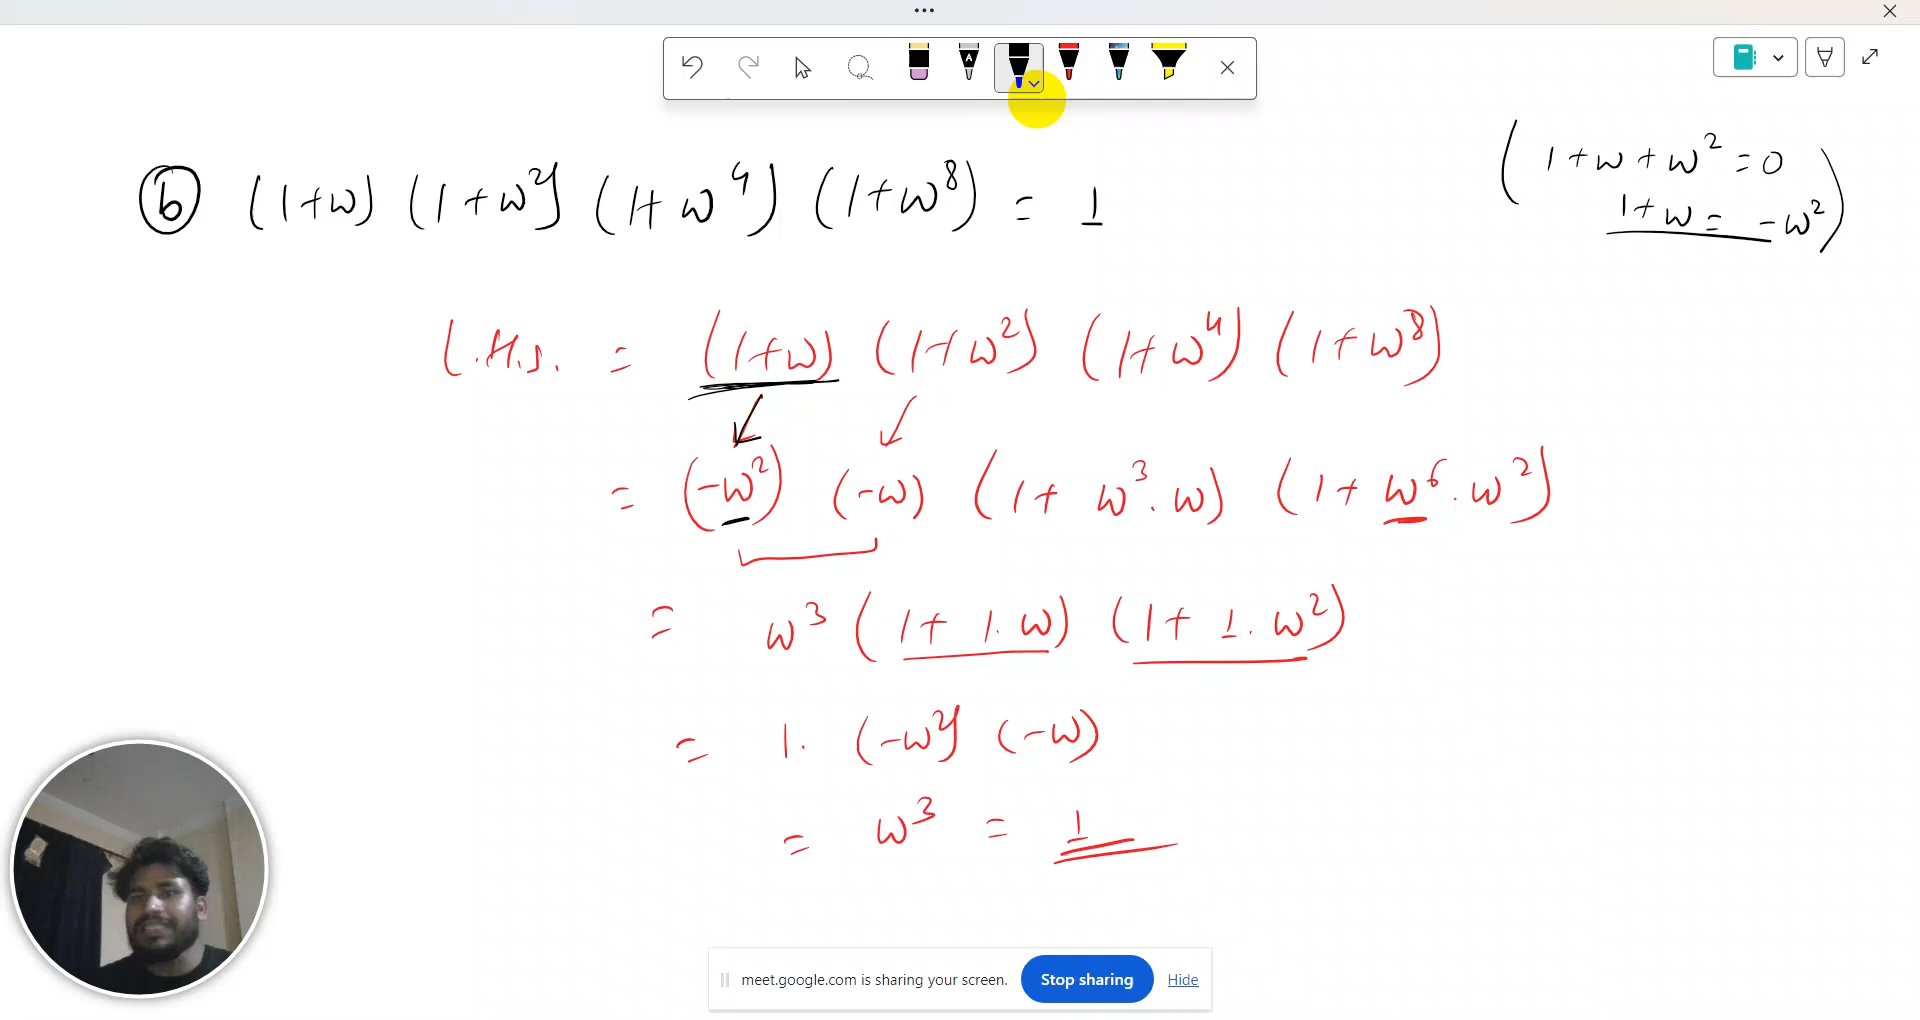 ...
(b) (1+ω) (1+ω²) (1+ω⁴) (1+ω⁸) = 1
(1+ω+ω² = 0
1+ω = -ω²)
L.H.S. = (1+ω) (1+ω²) (1+ω⁴) (1+ω⁸)
= (-ω²) (-ω) (1+ ω³.ω) (1+ ω⁶.ω²)
= ω³ (1+ 1.ω) (1+ 1.ω²)
= 1. (-ω²) (-ω)
= ω³ = 1
meet.google.com is sharing your screen. Stop sharing Hide